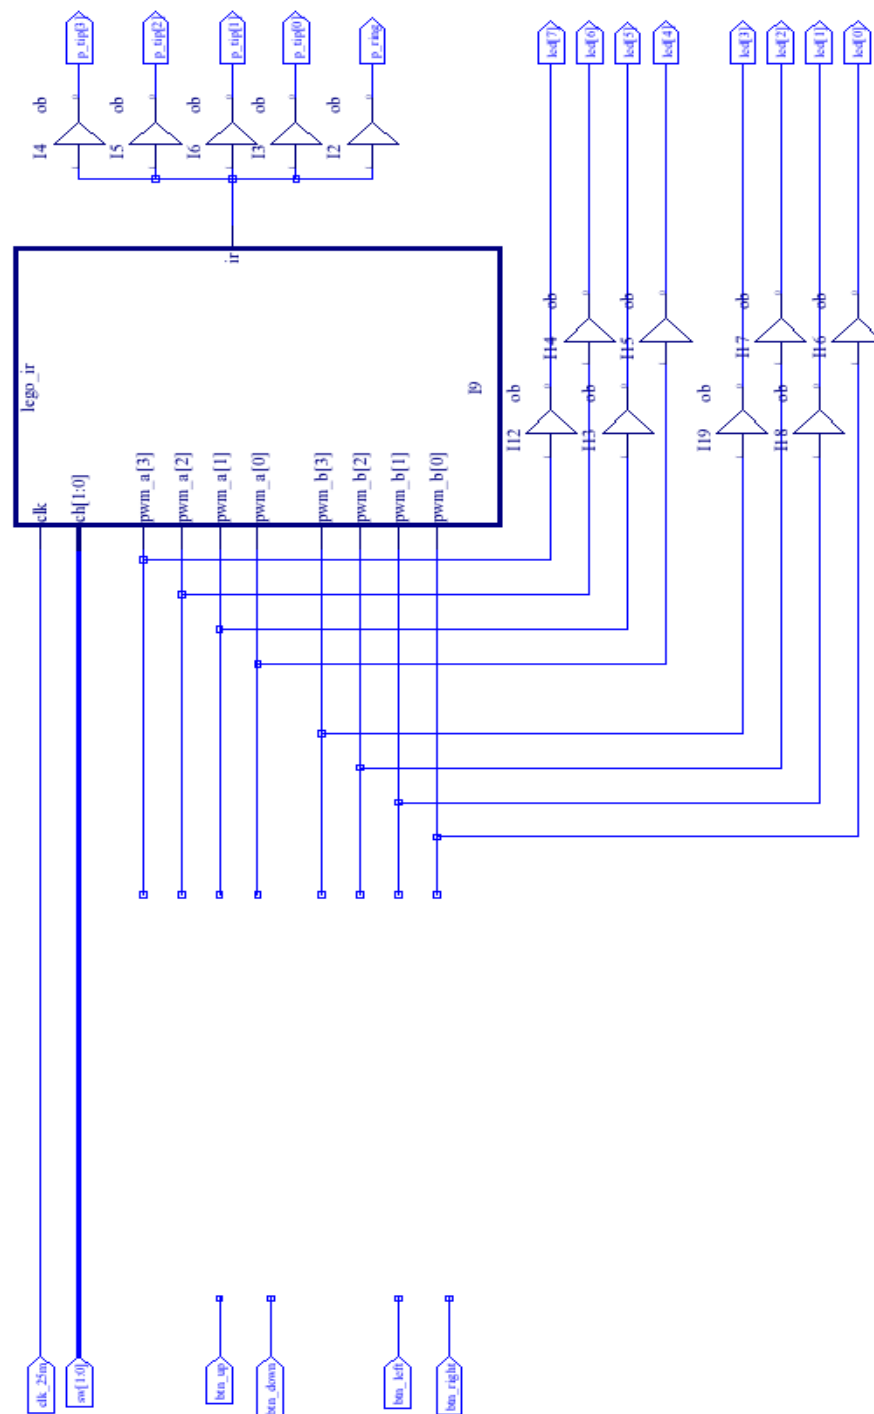 p_tip[3]
p_tip[2]
p_tip[1]
p_tip[0]
p_ring
led[7]
led[6]
led[5]
led[4]
led[3]
led[2]
led[1]
led[0]
ob
ob
ob
ob
ob
I4
I5
I6
I3
I2
ir
lego_ir
I9
clk
ch[1:0]
pwm_a[3]
pwm_a[2]
pwm_a[1]
pwm_a[0]
pwm_b[3]
pwm_b[2]
pwm_b[1]
pwm_b[0]
ob
ob
ob
ob
I14
I15
I17
I16
ob
ob
ob
ob
I12
I13
I19
I18
clk_25m
sw[1:0]
btn_up
btn_down
btn_left
btn_right